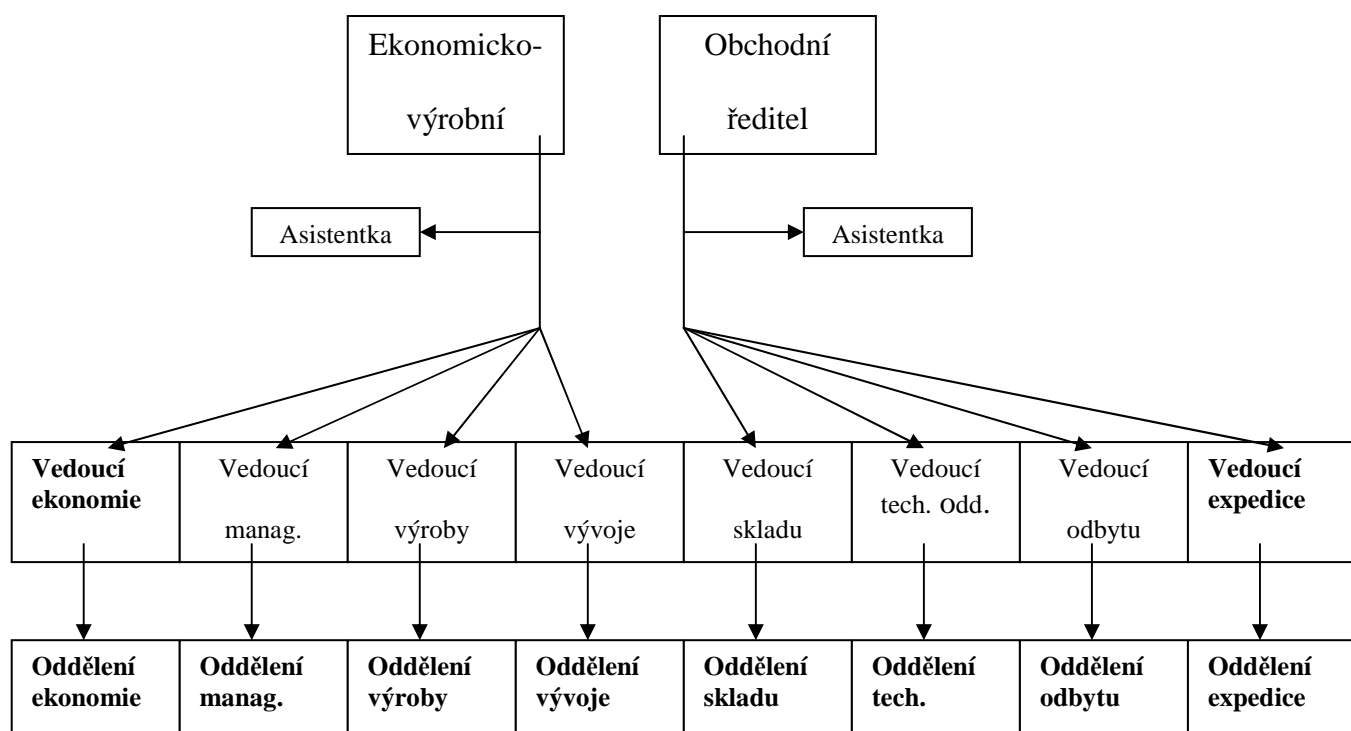 Ekonomicko-
výrobní
Obchodní
ředitel
Asistentka
Asistentka
Vedoucí
ekonomie
Vedoucí
manag.
Vedoucí
výroby
Vedoucí
vývoje
Vedoucí
skladu
Vedoucí
tech. Odd.
Vedoucí
odbytu
Vedoucí
expedice
Oddělení
ekonomie
Oddělení
manag.
Oddělení
výroby
Oddělení
vývoje
Oddělení
skladu
Oddělení
tech.
Oddělení
odbytu
Oddělení
expedice